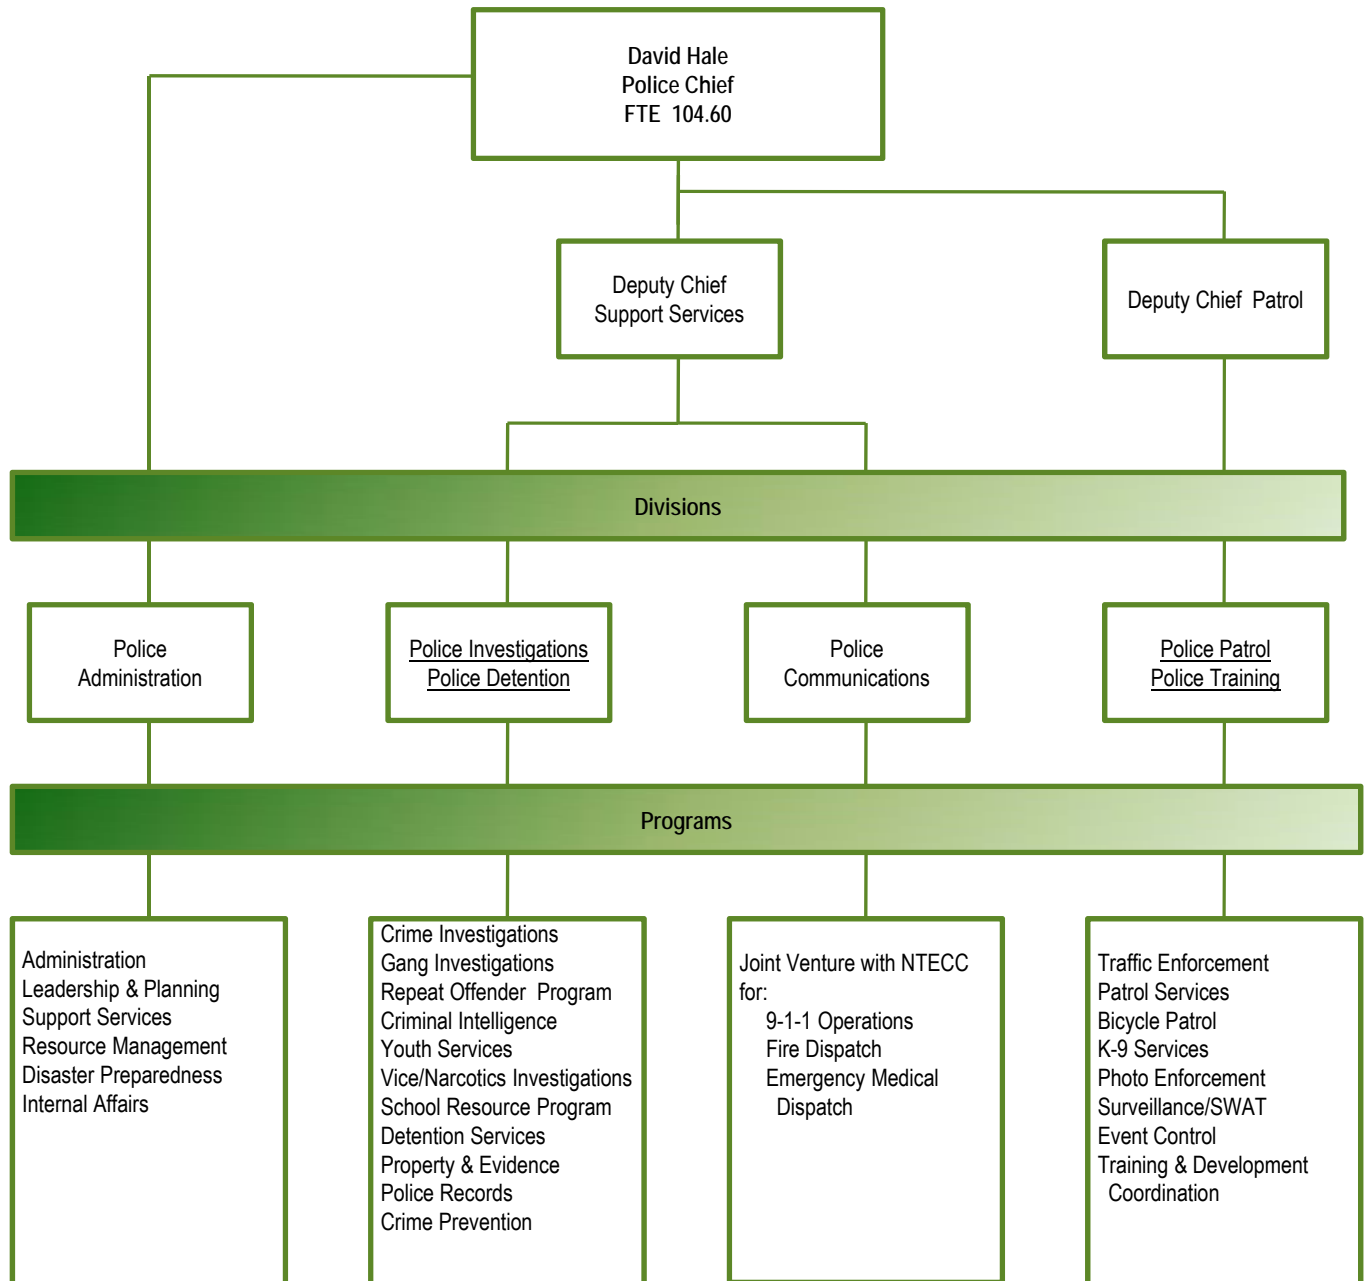 David Hale
Police Chief
FTE 104.60
Deputy Chief
Support Services
Deputy Chief Patrol
Divisions
Police
Administration
Police Investigations
Police Detention
Police
Communications
Police Patrol
Police Training
Programs
Administration
Leadership & Planning
Support Services
Resource Management
Disaster Preparedness
Internal Affairs
Crime Investigations
Gang Investigations
Repeat Offender Program
Criminal Intelligence
Youth Services
Vice/Narcotics Investigations
School Resource Program
Detention Services
Property & Evidence
Police Records
Crime Prevention
Joint Venture with NTECC
for:
9-1-1 Operations
Fire Dispatch
Emergency Medical
Dispatch
Traffic Enforcement
Patrol Services
Bicycle Patrol
K-9 Services
Photo Enforcement
Surveillance/SWAT
Event Control
Training & Development
Coordination